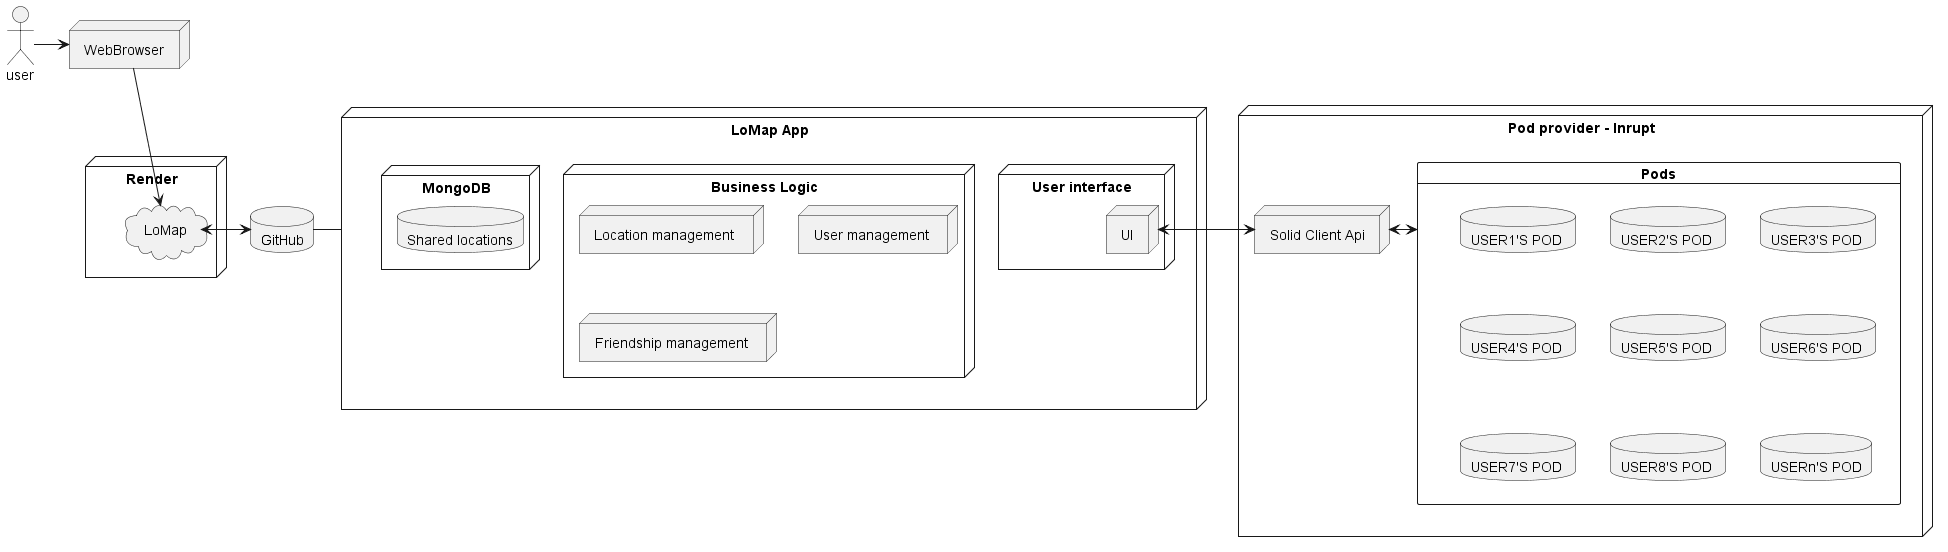 user
WebBrowser
Render
LoMap
GitHub
LoMap App
MongoDB
Shared locations
Business Logic
Location management
User management
Friendship management
User interface
UI
Pod provider - Inrupt
Solid Client Api
Pods
USER1'S POD
USER2'S POD
USER3'S POD
USER4'S POD
USER5'S POD
USER6'S POD
USER7'S POD
USER8'S POD
USERn'S POD